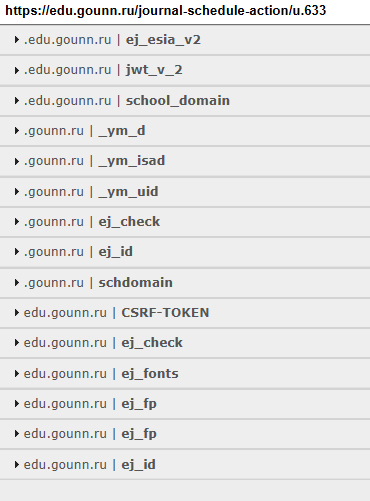 https://edu.gounn.ru/journal-schedule-action/u.633
.edu.gounn.ru | ej_esia_v2
.edu.gounn.ru | jwt_v_2
.edu.gounn.ru | school_domain
.gounn.ru | _ym_d
.gounn.ru | _ym_isad
.gounn.ru | _ym_uid
.gounn.ru | ej_check
.gounn.ru | ej_id
.gounn.ru | schdomain
edu.gounn.ru | CSRF-TOKEN
edu.gounn.ru | ej_check
edu.gounn.ru | ej_fonts
edu.gounn.ru | ej_fp
edu.gounn.ru | ej_fp
edu.gounn.ru | ej_id